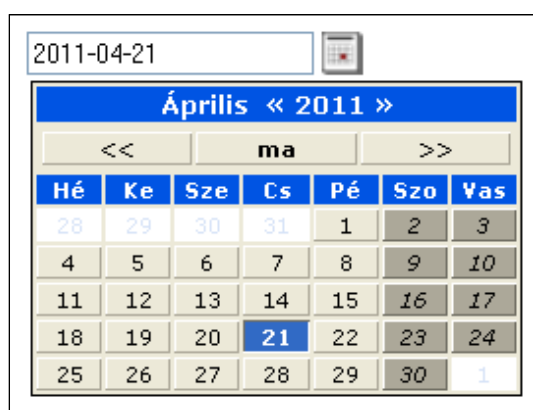 2011-04-21
Április « 2011 »
<< ma >>
Hé Ke Sze Cs Pé Szo Vas
28 29 30 31 1 2 3
4 5 6 7 8 9 10
11 12 13 14 15 16 17
18 19 20 21 22 23 24
25 26 27 28 29 30 1